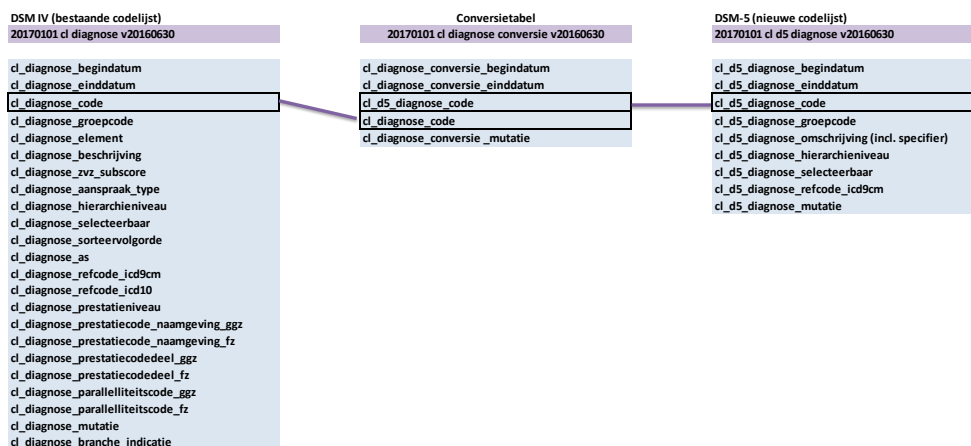 DSM IV (bestaande codelijst)
20170101 cl diagnose v20160630
cl_diagnose_begindatum
cl_diagnose_einddatum
cl_diagnose_code
cl_diagnose_groepcode
cl_diagnose_element
cl_diagnose_beschrijving
cl_diagnose_zvz_subscore
cl_diagnose_aanspraak_type
cl_diagnose_hierarchieniveau
cl_diagnose_selecteerbaar
cl_diagnose_sorteervolgorde
cl_diagnose_as
cl_diagnose_refcode_icd9cm
cl_diagnose_refcode_icd10
cl_diagnose_prestatieniveau
cl_diagnose_prestatiecode_naamgeving_ggz
cl_diagnose_prestatiecode_naamgeving_fz
cl_diagnose_prestatiecodedeel_ggz
cl_diagnose_prestatiecodedeel_fz
cl_diagnose_parallelliteitscode_ggz
cl_diagnose_parallelliteitscode_fz
cl_diagnose_mutatie
cl_diagnose_branche_indicatie
Conversietabel
20170101 cl diagnose conversie v20160630
cl_diagnose_conversie_begindatum
cl_diagnose_conversie_einddatum
cl_d5_diagnose_code
cl_diagnose_code
cl_diagnose_conversie _mutatie
DSM-5 (nieuwe codelijst)
20170101 cl d5 diagnose v20160630
cl_d5_diagnose_begindatum
cl_d5_diagnose_einddatum
cl_d5_diagnose_code
cl_d5_diagnose_groepcode
cl_d5_diagnose_omschrijving (incl. specifier)
cl_d5_diagnose_hierarchieniveau
cl_d5_diagnose_selecteerbaar
cl_d5_diagnose_refcode_icd9cm
cl_d5_diagnose_mutatie